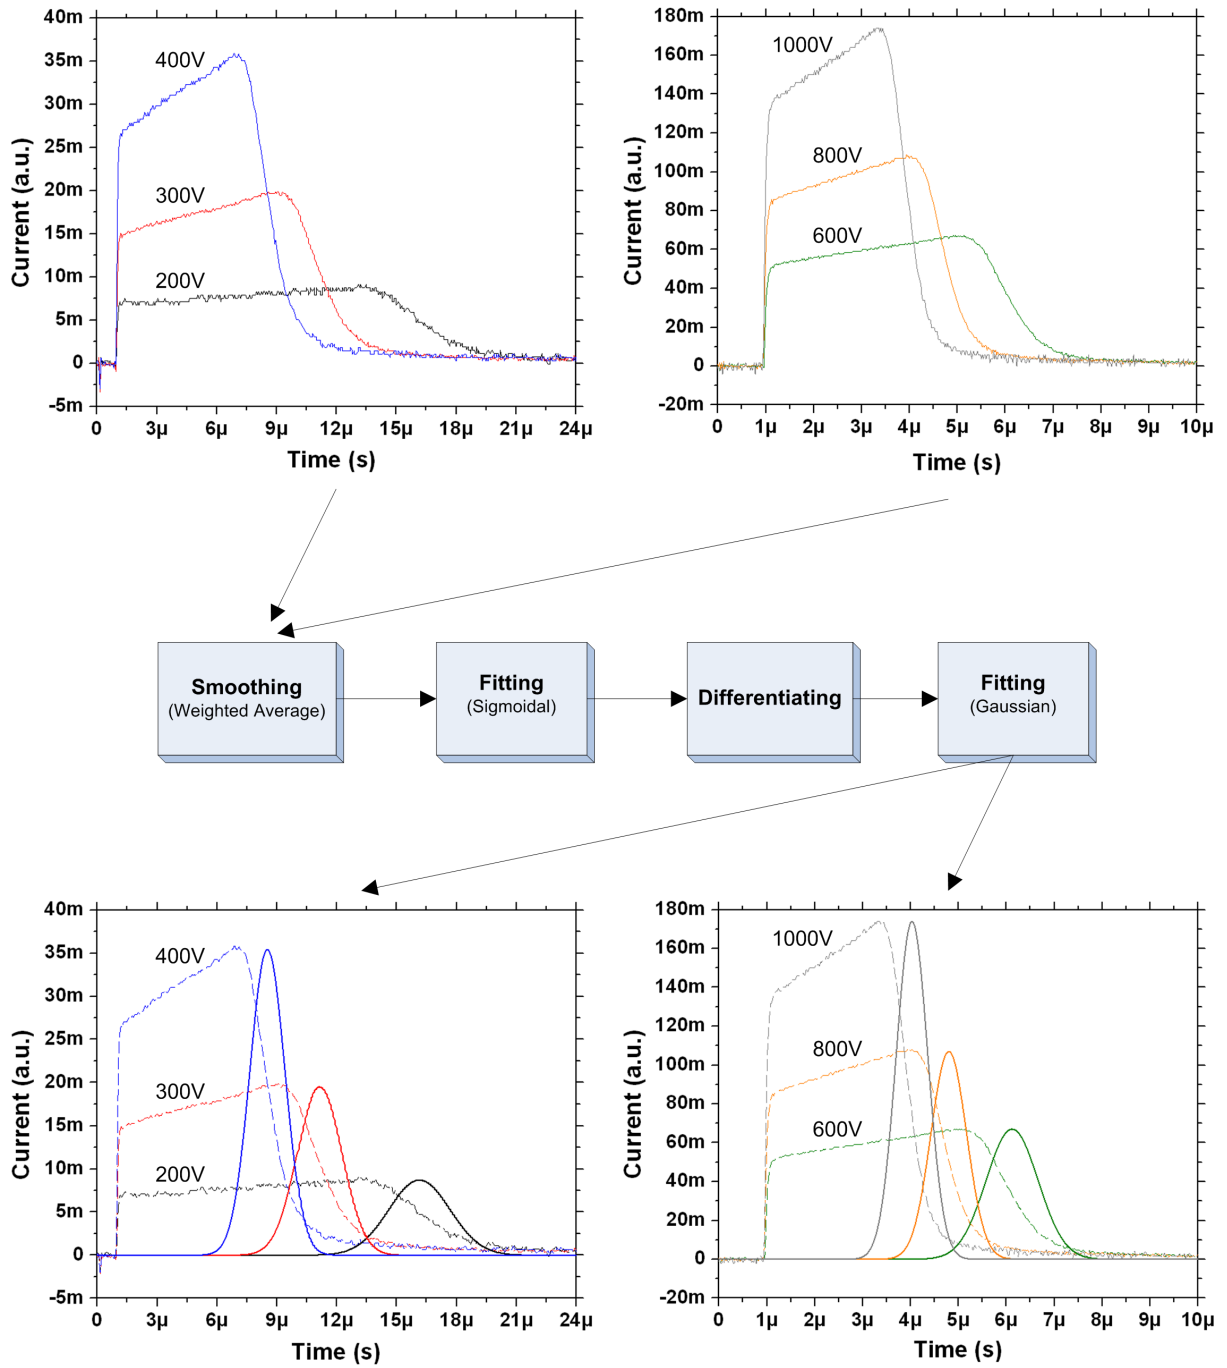 40m
35m
30m
25m
20m
15m
10m
5m
0
-5m
Current (a.u.)
400V
300V
200V
0 3µ 6µ 9µ 12µ 15µ 18µ 21µ 24µ
Time (s)
180m
160m
140m
120m
100m
80m
60m
40m
20m
0
-20m
Current (a.u.)
1000V
800V
600V
0 1µ 2µ 3µ 4µ 5µ 6µ 7µ 8µ 9µ 10µ
Time (s)
Smoothing
(Weighted Average)
Fitting
(Sigmoidal)
Differentiating
Fitting
(Gaussian)
40m
35m
30m
25m
20m
15m
10m
5m
0
-5m
Current (a.u.)
400V
300V
200V
0 3µ 6µ 9µ 12µ 15µ 18µ 21µ 24µ
Time (s)
180m
160m
140m
120m
100m
80m
60m
40m
20m
0
-20m
Current (a.u.)
1000V
800V
600V
0 1µ 2µ 3µ 4µ 5µ 6µ 7µ 8µ 9µ 10µ
Time (s)